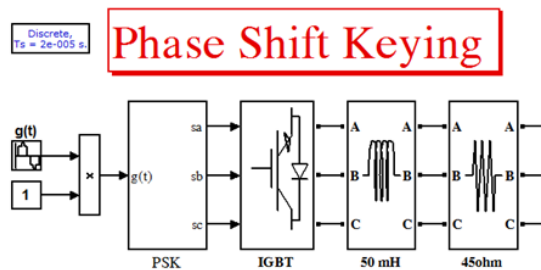 Discrete,
Ts = 2e-005 s.
Phase Shift Keying
g(t)
1
×
g(t)
sa
sb
sc
PSK
IGBT
A A
B B
C C
50 mH
A A
B B
C C
45ohm